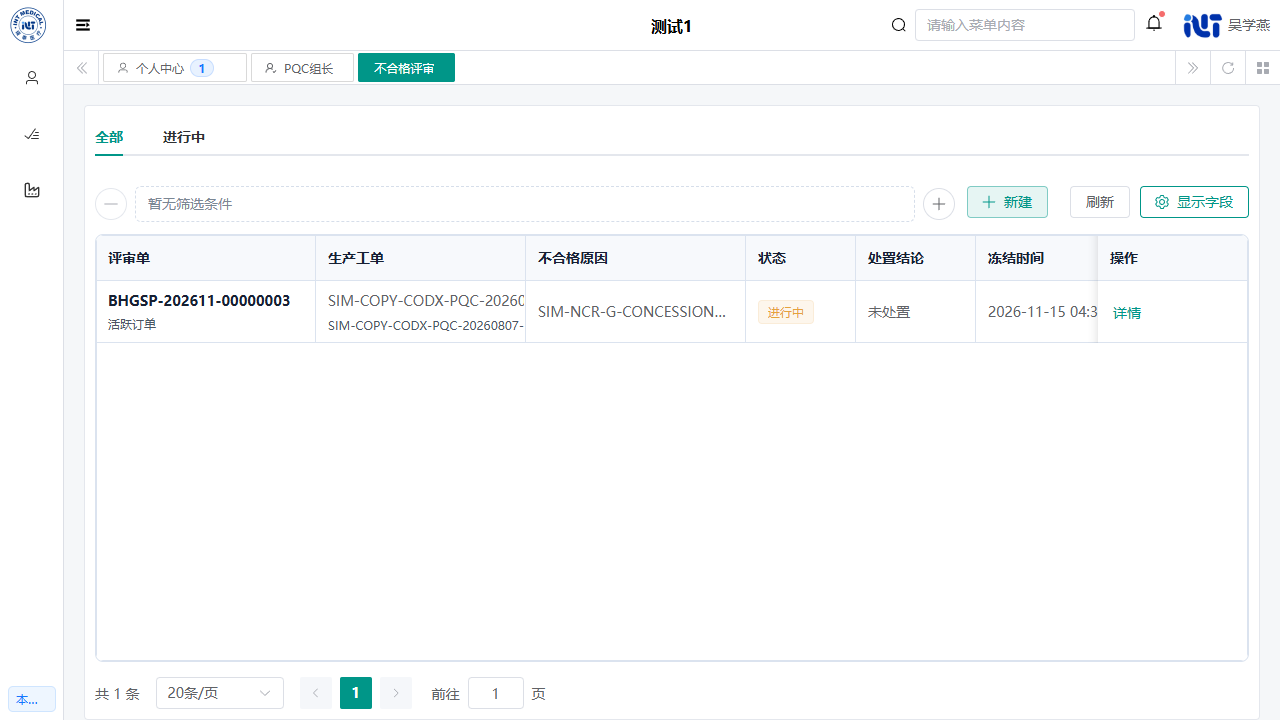 测试1
请输入菜单内容
吴学燕
个人中心 1
PQC组长
不合格评审
全部
进行中
暂无筛选条件
新建
刷新
显示字段
评审单
生产工单
不合格原因
状态
处置结论
冻结时间
操作
BHGSP-202611-00000003
活跃订单
SIM-COPY-CODX-PQC-20260
SIM-COPY-CODX-PQC-20260807-
SIM-NCR-G-CONCESSION...
进行中
未处置
2026-11-15 04:3
详情
本...
共 1 条
20条/页
1
前往
1
页